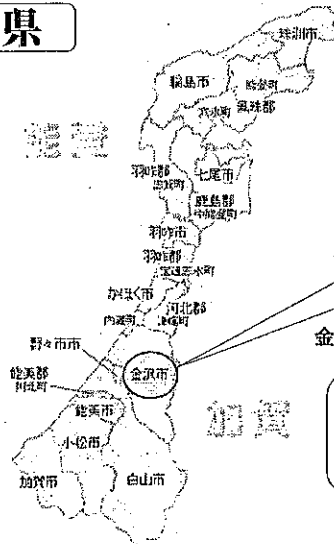 県
珠洲市
輪島市
能登町
穴水町
鳳珠郡
能登
羽咋郡
志賀町
七尾市
鹿島郡
中能登町
羽咋市
羽咋郡
宝達志水町
かほく市
河北郡
内灘町
津幡町
野々市市
金沢市
金
能美郡
川北町
能美市
加賀
小松市
加賀市
白山市